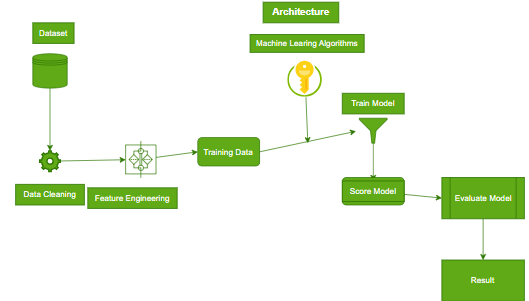 Architecture
Dataset
Machine Learing Algorithms
Train Model
Training Data
Data Cleaning
Feature Engineering
Score Model
Evaluate Model
Result